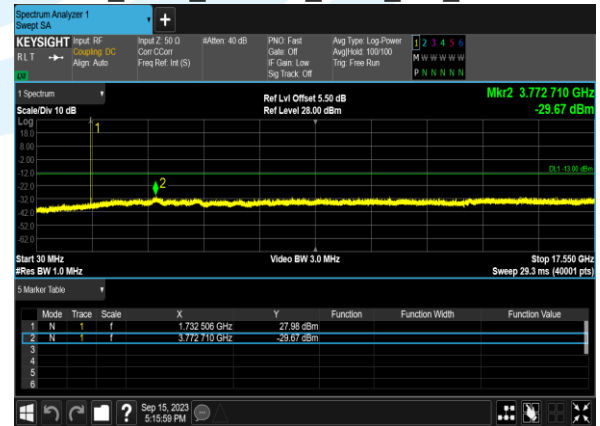 Spectrum Analyzer 1
Swept SA
KEYSIGHT Input: RF Input Z: 50 Ω #Atten: 40 dB PNO: Fast Avg Type: Log-Power 1 2 3 4 5 6
RLT Coupling: DC Corr CCorr Gate: Off Avg|Hold: 100/100 M W W W W W
Align: Auto Freq Ref: Int (S) IF Gain: Low Trig: Free Run
Sig Track: Off P N N N N N
1 Spectrum
Ref Lvl Offset 5.50 dB Mkr2 3.772 710 GHz
Scale/Div 10 dB Ref Level 28.00 dBm -29.67 dBm
Log
1
18.0
8.00
-2.00
DL1 -13.00 dBm
-12.0
2
-22.0
-32.0
-42.0
-52.0
-62.0
Start 30 MHz Video BW 3.0 MHz Stop 17.550 GHz
#Res BW 1.0 MHz Sweep 29.3 ms (40001 pts)
5 Marker Table
Mode Trace Scale X Y Function Function Width Function Value
1 N 1 f 1.732 506 GHz 27.98 dBm
2 N 1 f 3.772 710 GHz -29.67 dBm
3
4
5
6
? Sep 15, 2023
5:15:59 PM